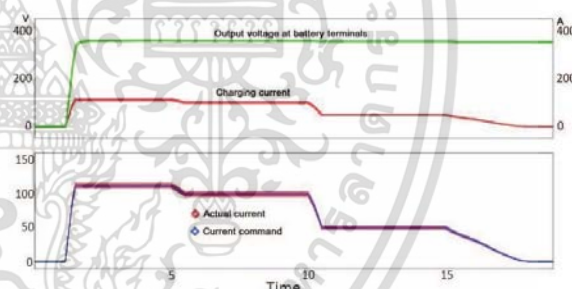 V
A
400
Output voltage at battery terminals
400
200
Charging current
200
0
0
150
100
Actual current
50
Current command
0
5
10
15
Time